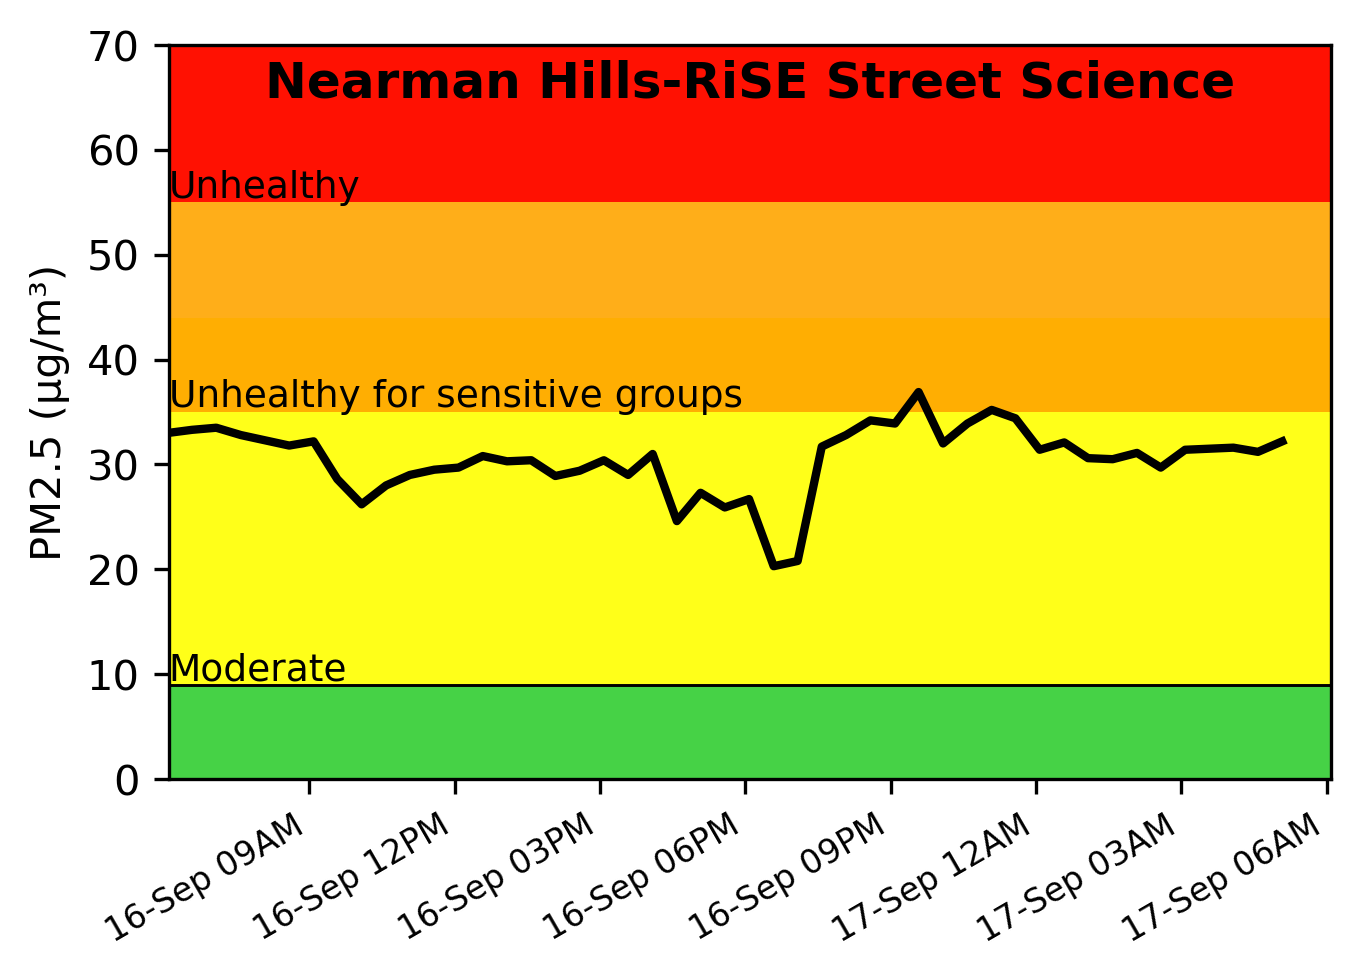 Nearman Hills-RiSE Street Science
70
60
50
40
30
20
10
0
PM2.5 (µg/m³)
Unhealthy
Unhealthy for sensitive groups
Moderate
16-Sep 09AM
16-Sep 12PM
16-Sep 03PM
16-Sep 06PM
16-Sep 09PM
17-Sep 12AM
17-Sep 03AM
17-Sep 06AM